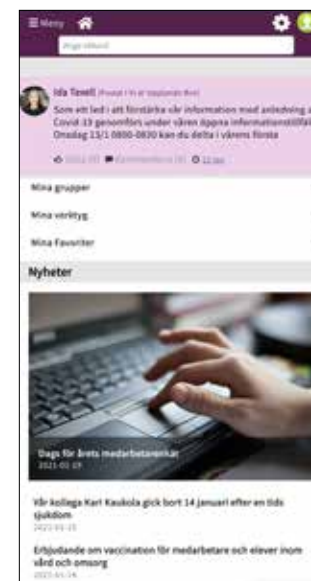 Meny
Ange sökord
Ida Texell
Som ett led i att förstärka vår information med anledning a
Covid-19 genomförs under våren öppna informationstillfäl
Onsdag 13/1 0800-0830 kan du delta i vårens första
Mina grupper
Mina verktyg
Mina Favoriter
Nyheter
Dags för årets medarbetarenkät
2021-01-19
Vår kollega Karl Kaukola gick bort 14 januari efter en tids
sjukdom
2021-01-15
Erbjudande om vaccination för medarbetare och elever inom
vård och omsorg
2021-01-14